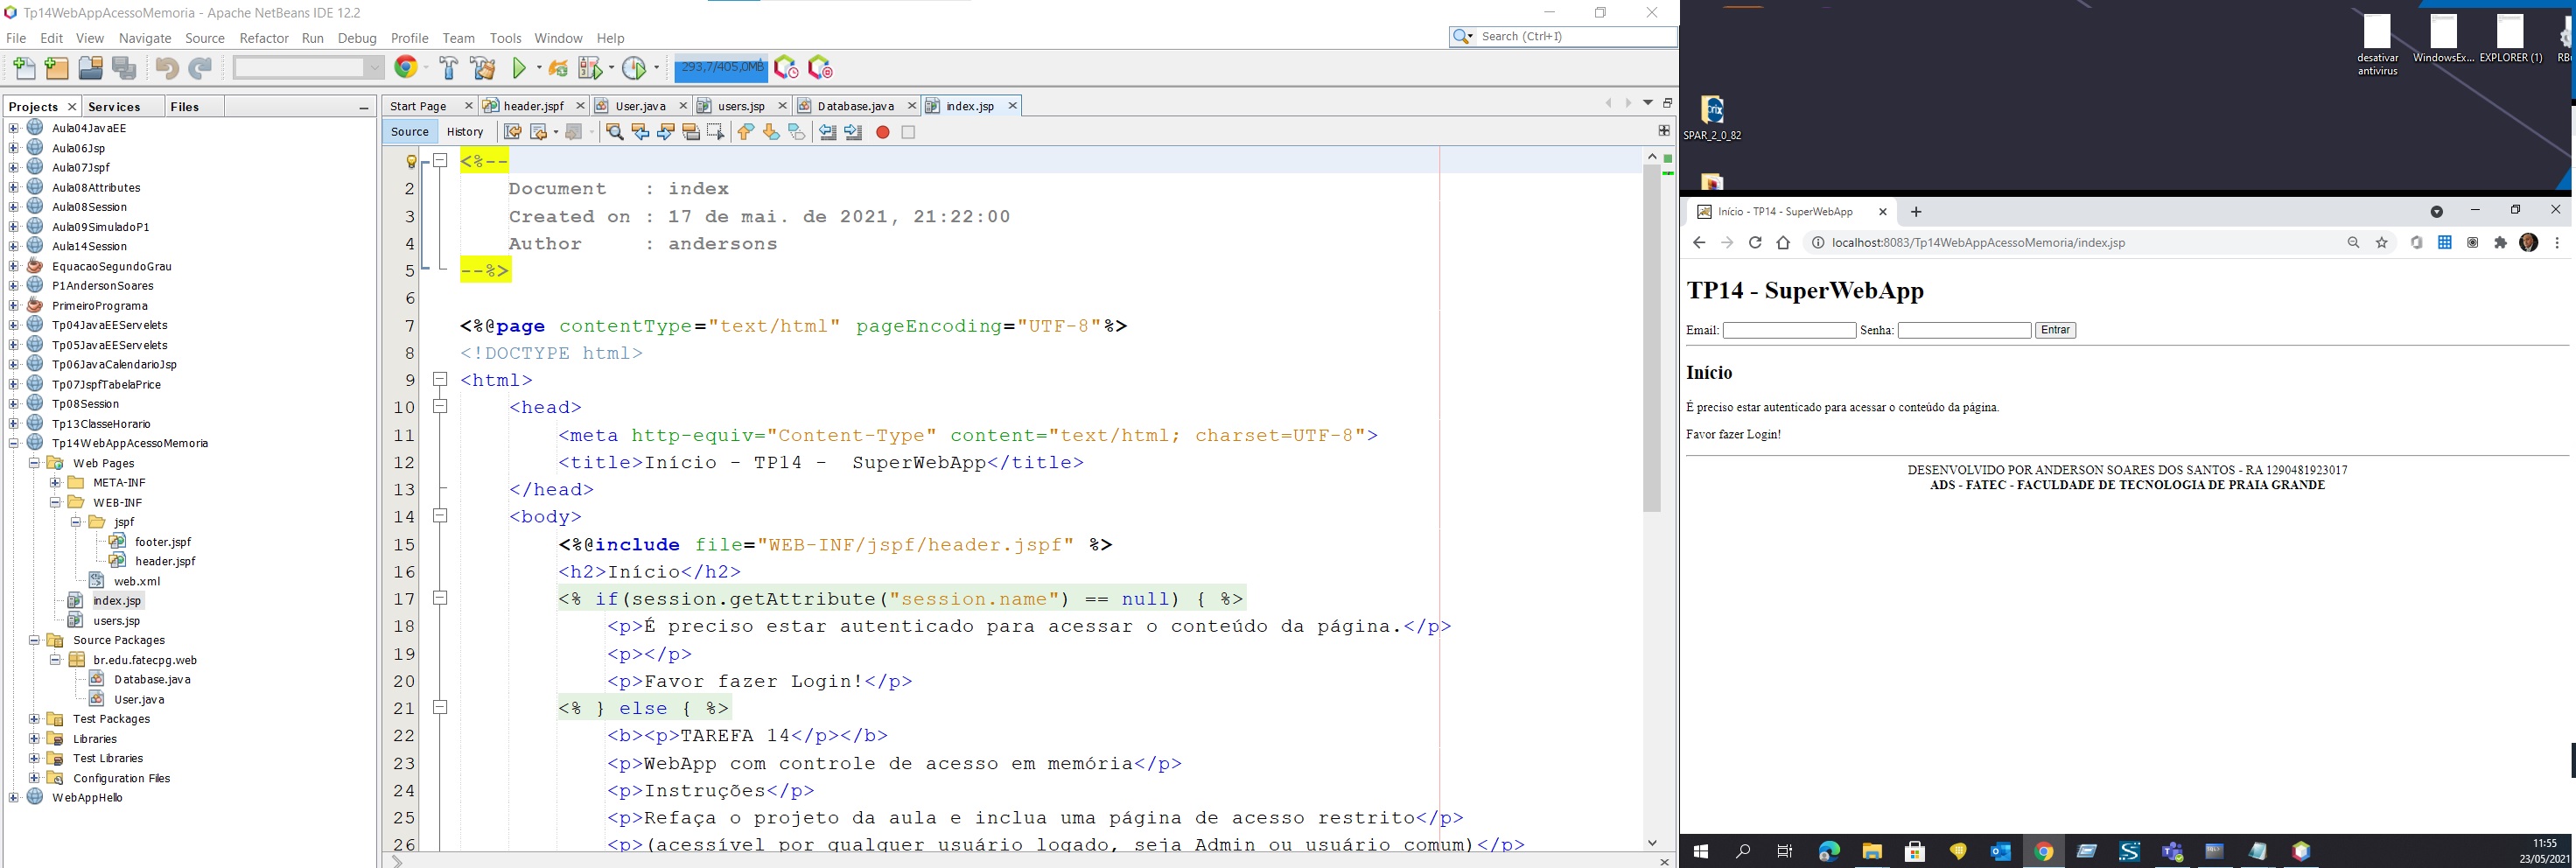 Tp14WebAppAcessoMemoria - Apache NetBeans IDE 12.2
File Edit View Navigate Source Refactor Run Debug Profile Team Tools Window Help
Search (Ctrl+I)
293,7/405,0MB
Projects Services Files
Aula04JavaEE
Aula06Jsp
Aula07Jspf
Aula08Attributes
Aula08Session
Aula09SimuladoP1
Aula14Session
EquacaoSegundoGrau
P1AndersonSoares
PrimeiroPrograma
Tp04JavaEEServelets
Tp05JavaEEServelets
Tp06JavaCalendarioJsp
Tp07JspfTabelaPrice
Tp08Session
Tp13ClasseHorario
Tp14WebAppAcessoMemoria
Web Pages
META-INF
WEB-INF
jspf
footer.jspf
header.jspf
web.xml
index.jsp
users.jsp
Source Packages
br.edu.fatecpg.web
Database.java
User.java
Test Packages
Libraries
Test Libraries
Configuration Files
WebAppHello
Start Page header.jspf User.java users.jsp Database.java index.jsp
Source History
<%--
2 Document : index
3 Created on : 17 de mai. de 2021, 21:22:00
4 Author : andersons
5 --%>
6
7 <%@page contentType="text/html" pageEncoding="UTF-8"%>
8 <!DOCTYPE html>
9 <html>
10 <head>
11 <meta http-equiv="Content-Type" content="text/html; charset=UTF-8">
12 <title>Início - TP14 -  SuperWebApp</title>
13 </head>
14 <body>
15 <%@include file="WEB-INF/jspf/header.jspf" %>
16 <h2>Início</h2>
17 <% if(session.getAttribute("session.name") == null) { %>
18 <p>É preciso estar autenticado para acessar o conteúdo da página.</p>
19 <p></p>
20 <p>Favor fazer Login!</p>
21 <% } else { %>
22 <b><p>TAREFA 14</p></b>
23 <p>WebApp com controle de acesso em memória</p>
24 <p>Instruções</p>
25 <p>Refaça o projeto da aula e inclua uma página de acesso restrito</p>
26 <p>(acessível por qualquer usuário logado, seja Admin ou usuário comum)</p>
desativar antivirus
WindowsEx...
EXPLORER (1)
SPAR_2_0_82
Início - TP14 - SuperWebApp
localhost:8083/Tp14WebAppAcessoMemoria/index.jsp
TP14 - SuperWebApp
Email: Senha: Entrar
Início
É preciso estar autenticado para acessar o conteúdo da página.
Favor fazer Login!
DESENVOLVIDO POR ANDERSON SOARES DOS SANTOS - RA 1290481923017
ADS - FATEC - FACULDADE DE TECNOLOGIA DE PRAIA GRANDE
11:55